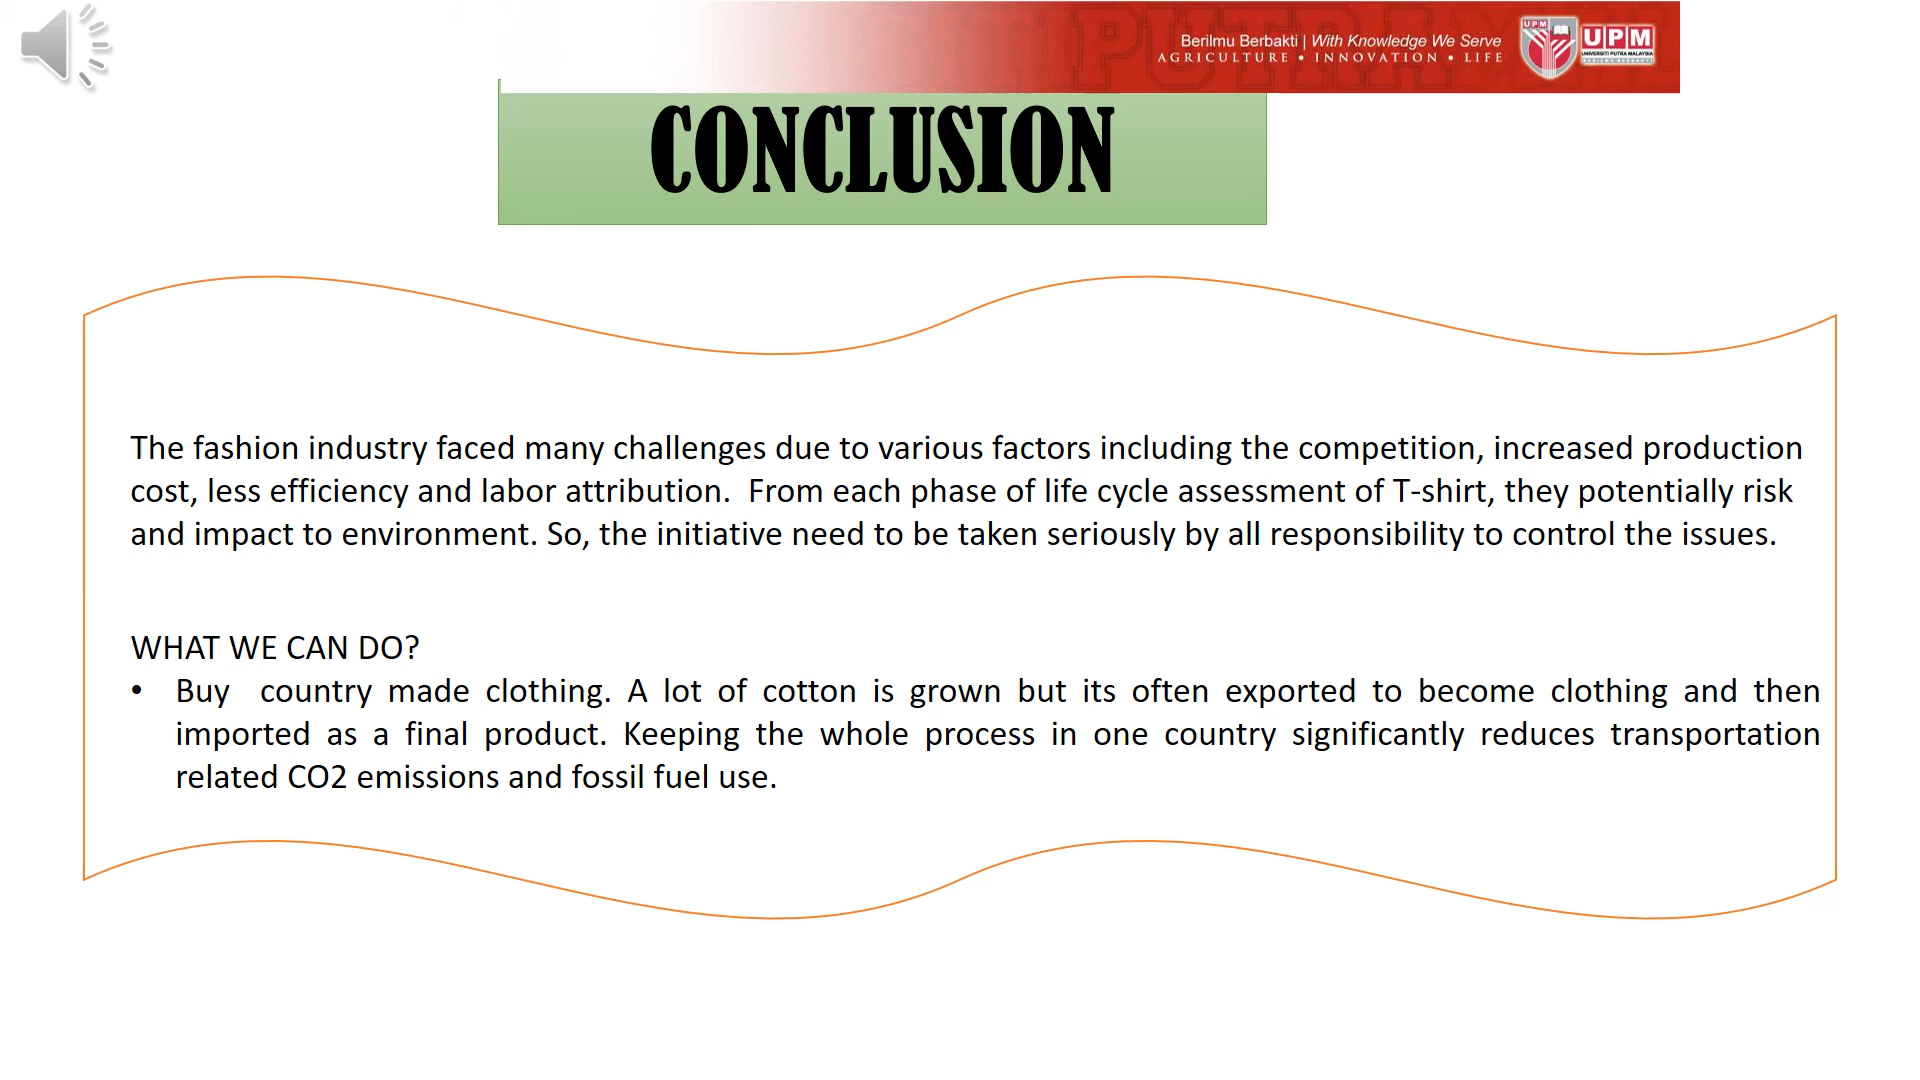 Berilmu Berbakti | With Knowledge We Serve
AGRICULTURE • INNOVATION • LIFE
UPM
UPM
UNIVERSITI PUTRA MALAYSIA
BERILMU BERBAKTI
CONCLUSION
The fashion industry faced many challenges due to various factors including the competition, increased production
cost, less efficiency and labor attribution.  From each phase of life cycle assessment of T-shirt, they potentially risk
and impact to environment. So, the initiative need to be taken seriously by all responsibility to control the issues.
WHAT WE CAN DO?
• Buy  country made clothing. A lot of cotton is grown but its often exported to become clothing and then
imported as a final product. Keeping the whole process in one country significantly reduces transportation
related CO2 emissions and fossil fuel use.